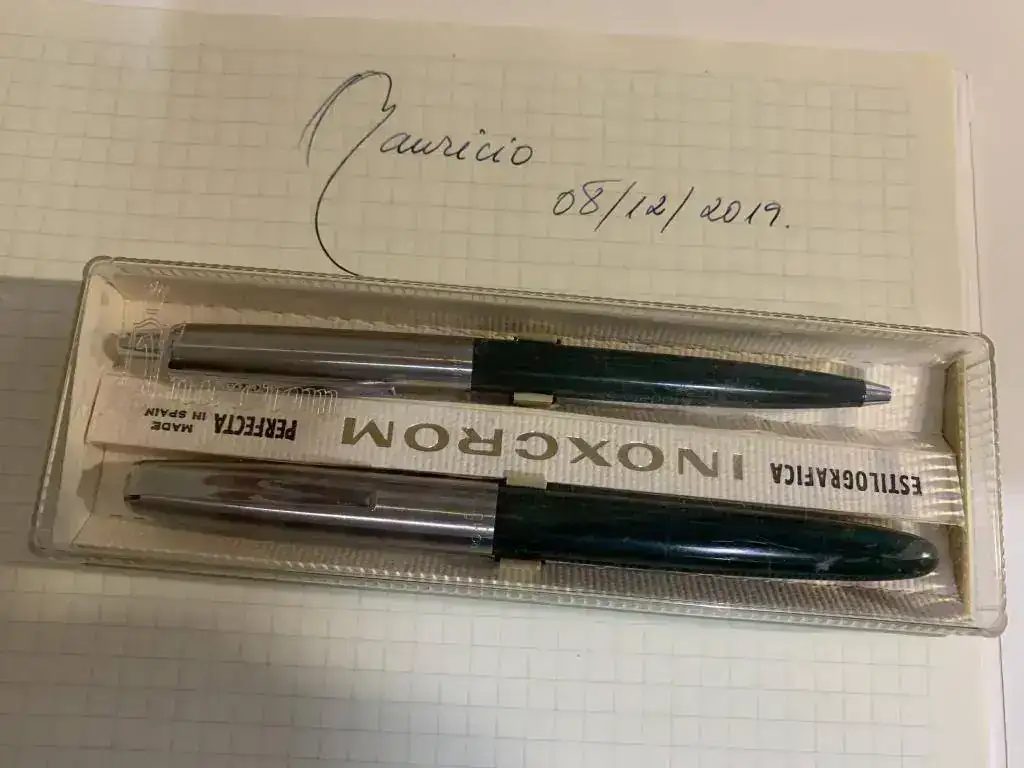 Mauricio
08/12/2019.
ESTILOGRAFICA INOXCROM PERFECTA MADE IN SPAIN